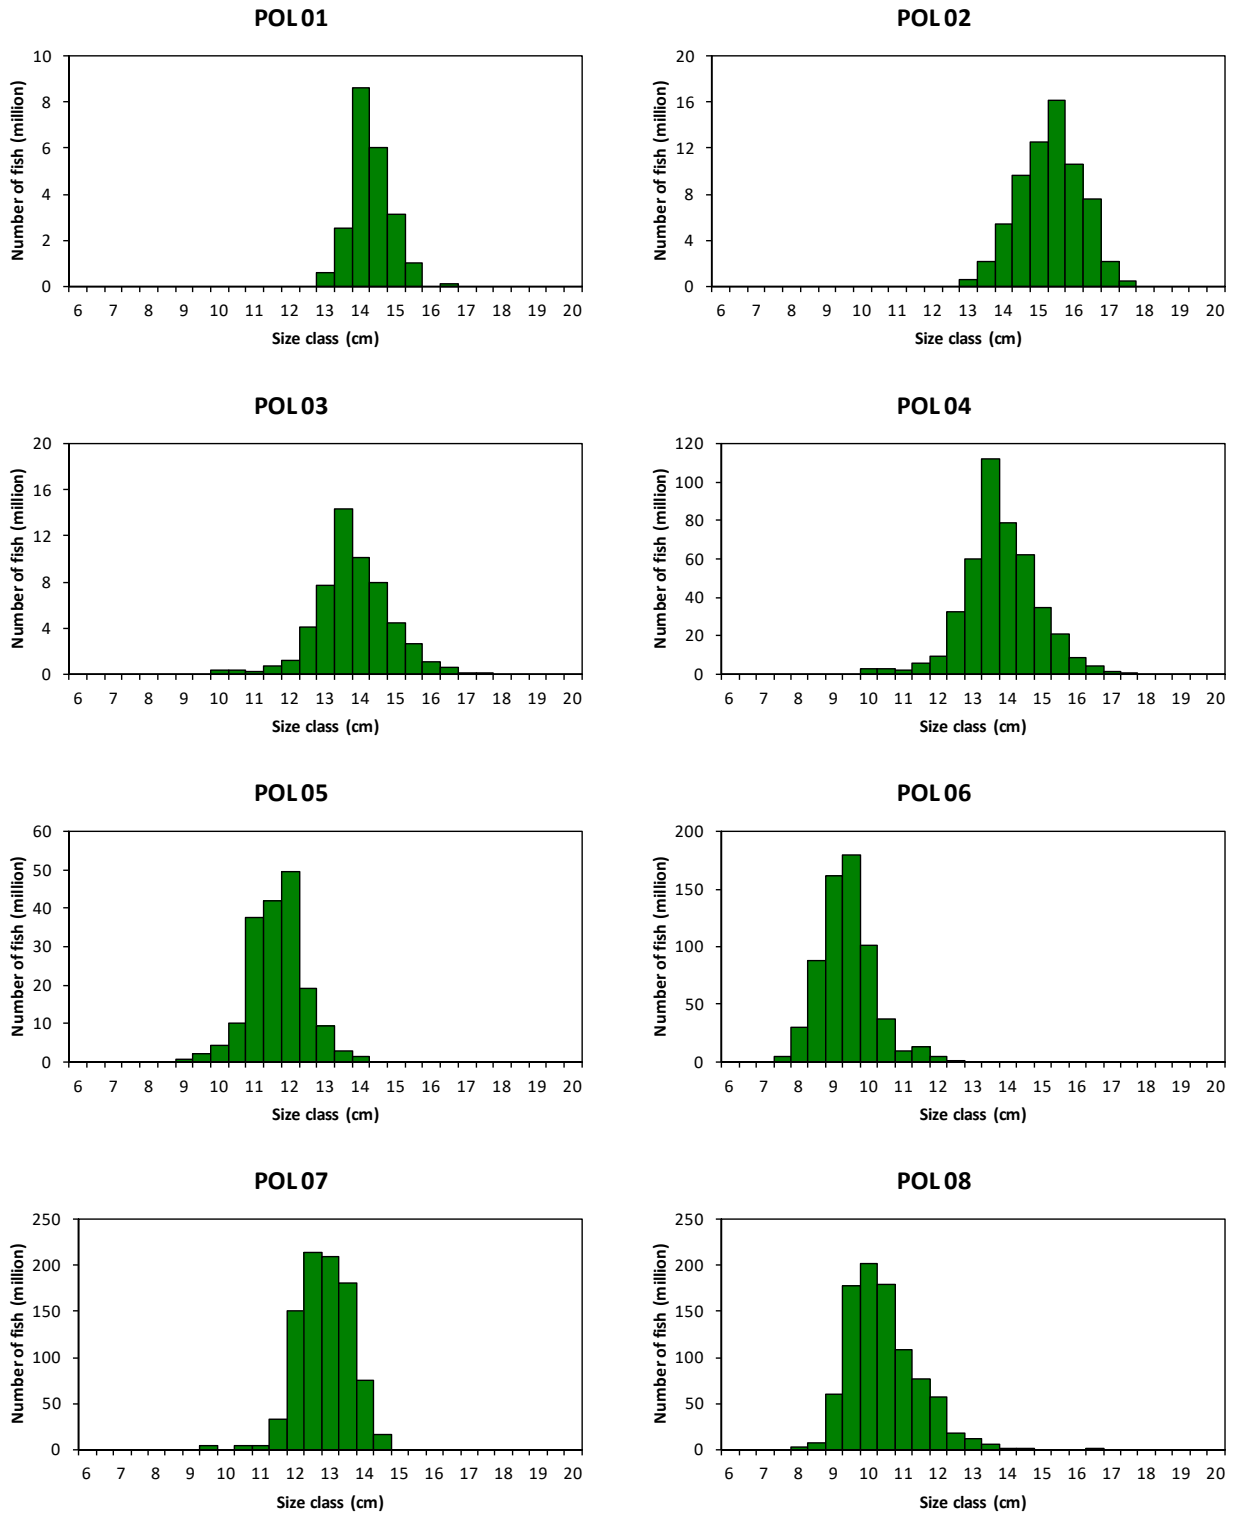 POL 01
10
8
6
4
2
0
Number of fish (million)
6 7 8 9 10 11 12 13 14 15 16 17 18 19 20
Size class (cm)
POL 02
20
16
12
8
4
0
Number of fish (million)
6 7 8 9 10 11 12 13 14 15 16 17 18 19 20
Size class (cm)
POL 03
20
16
12
8
4
0
Number of fish (million)
6 7 8 9 10 11 12 13 14 15 16 17 18 19 20
Size class (cm)
POL 04
120
100
80
60
40
20
0
Number of fish (million)
6 7 8 9 10 11 12 13 14 15 16 17 18 19 20
Size class (cm)
POL 05
60
50
40
30
20
10
0
Number of fish (million)
6 7 8 9 10 11 12 13 14 15 16 17 18 19 20
Size class (cm)
POL 06
200
150
100
50
0
Number of fish (million)
6 7 8 9 10 11 12 13 14 15 16 17 18 19 20
Size class (cm)
POL 07
250
200
150
100
50
0
Number of fish (million)
6 7 8 9 10 11 12 13 14 15 16 17 18 19 20
Size class (cm)
POL 08
250
200
150
100
50
0
Number of fish (million)
6 7 8 9 10 11 12 13 14 15 16 17 18 19 20
Size class (cm)